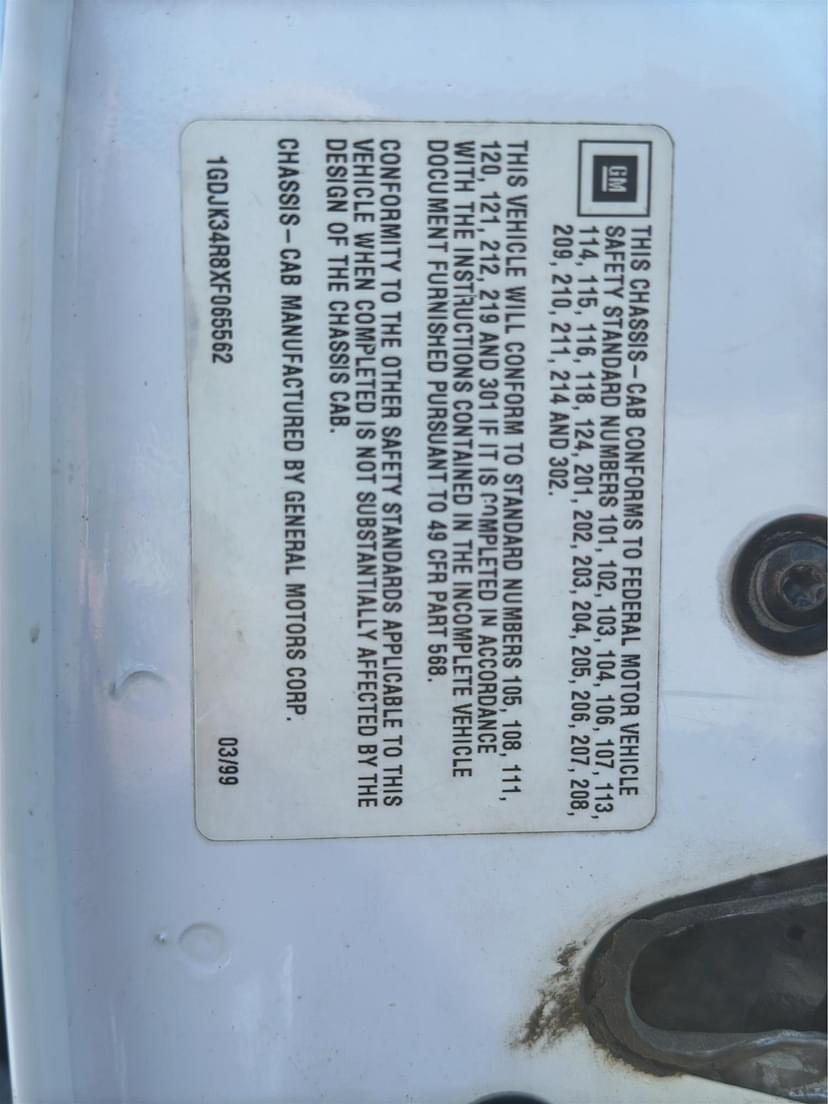 GM
THIS CHASSIS-CAB CONFORMS TO FEDERAL MOTOR VEHICLE
SAFETY STANDARD NUMBERS 101, 102, 103, 104, 106, 107, 113,
114, 115, 116, 118, 124, 201, 202, 203, 204, 205, 206, 207, 208,
209, 210, 211, 214 AND 302.
THIS VEHICLE WILL CONFORM TO STANDARD NUMBERS 105, 108, 111,
120, 121, 212, 219 AND 301 IF IT IS COMPLETED IN ACCORDANCE
WITH THE INSTRUCTIONS CONTAINED IN THE INCOMPLETE VEHICLE
DOCUMENT FURNISHED PURSUANT TO 49 CFR PART 568.
CONFORMITY TO THE OTHER SAFETY STANDARDS APPLICABLE TO THIS
VEHICLE WHEN COMPLETED IS NOT SUBSTANTIALLY AFFECTED BY THE
DESIGN OF THE CHASSIS CAB.
CHASSIS-CAB MANUFACTURED BY GENERAL MOTORS CORP.
1GDJK34R8XF065562 03/99